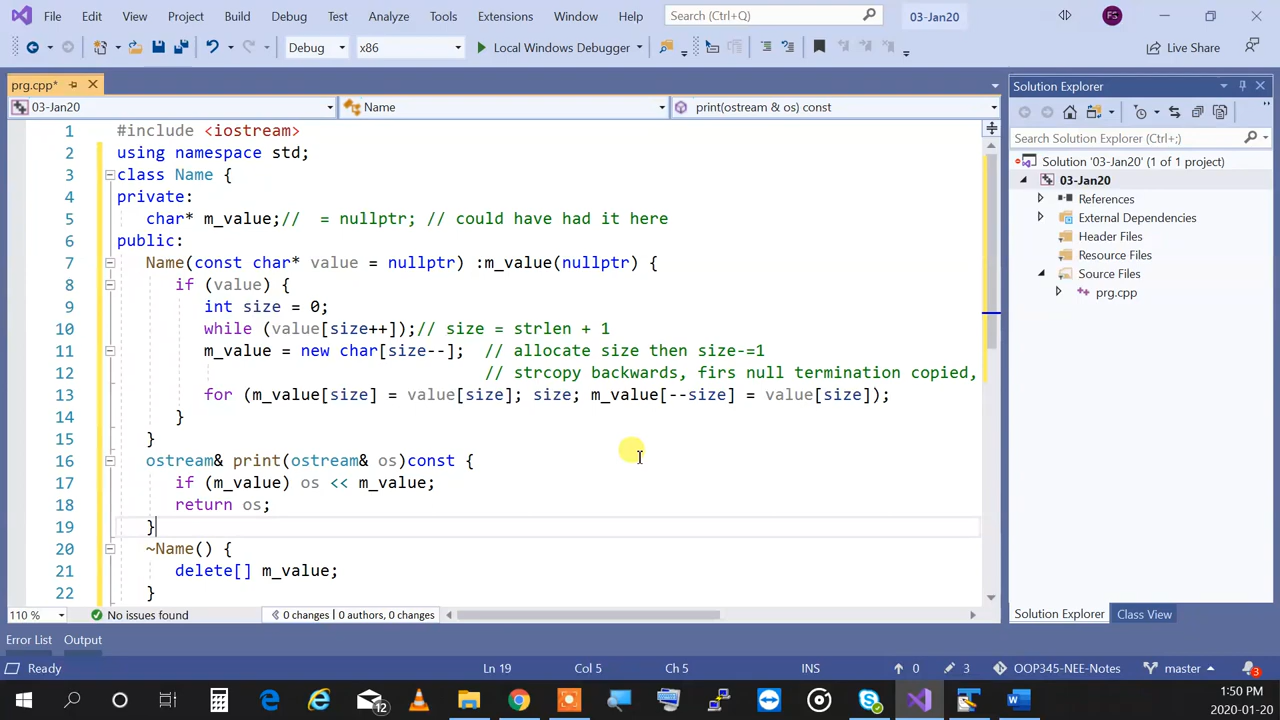 File Edit View Project Build Debug Test Analyze Tools Extensions Window Help Search (Ctrl+Q) 03-Jan20 FS
Debug x86 Local Windows Debugger Live Share
prg.cpp*
03-Jan20 Name print(ostream & os) const
1 #include <iostream>
2 using namespace std;
3 class Name {
4 private:
5 char* m_value;//  = nullptr; // could have had it here
6 public:
7 Name(const char* value = nullptr) :m_value(nullptr) {
8 if (value) {
9 int size = 0;
10 while (value[size++]);// size = strlen + 1
11 m_value = new char[size--];  // allocate size then size-=1
12 // strcopy backwards, firs null termination copied,
13 for (m_value[size] = value[size]; size; m_value[--size] = value[size]);
14 }
15 }
16 ostream& print(ostream& os)const {
17 if (m_value) os << m_value;
18 return os;
19 }
20 ~Name() {
21 delete[] m_value;
22 }
110 % No issues found 0 changes | 0 authors, 0 changes
Solution Explorer
Search Solution Explorer (Ctrl+;)
Solution '03-Jan20' (1 of 1 project)
03-Jan20
References
External Dependencies
Header Files
Resource Files
Source Files
prg.cpp
Solution Explorer Class View
Error List Output
Ready Ln 19 Col 5 Ch 5 INS 0 3 OOP345-NEE-Notes master 3
12
1:50 PM
2020-01-20